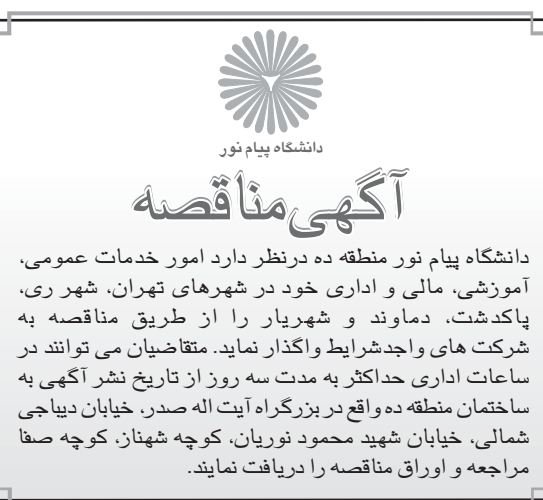 دانشگاه پیام نور
آگهی مناقصه
دانشگاه پیام نور منطقه ده درنظر دارد امور خدمات عمومی،
آموزشی، مالی و اداری خود در شهرهای تهران، شهر ری،
پاکدشت، دماوند و شهریار را از طریق مناقصه به
شرکت های واجدشرایط واگذار نماید. متقاضیان می توانند در
ساعات اداری حداکثر به مدت سه روز از تاریخ نشر آگهی به
ساختمان منطقه ده واقع در بزرگراه آیت اله صدر، خیابان دیباجی
شمالی، خیابان شهید محمود نوریان، کوچه شهناز، کوچه صفا
مراجعه و اوراق مناقصه را دریافت نمایند.